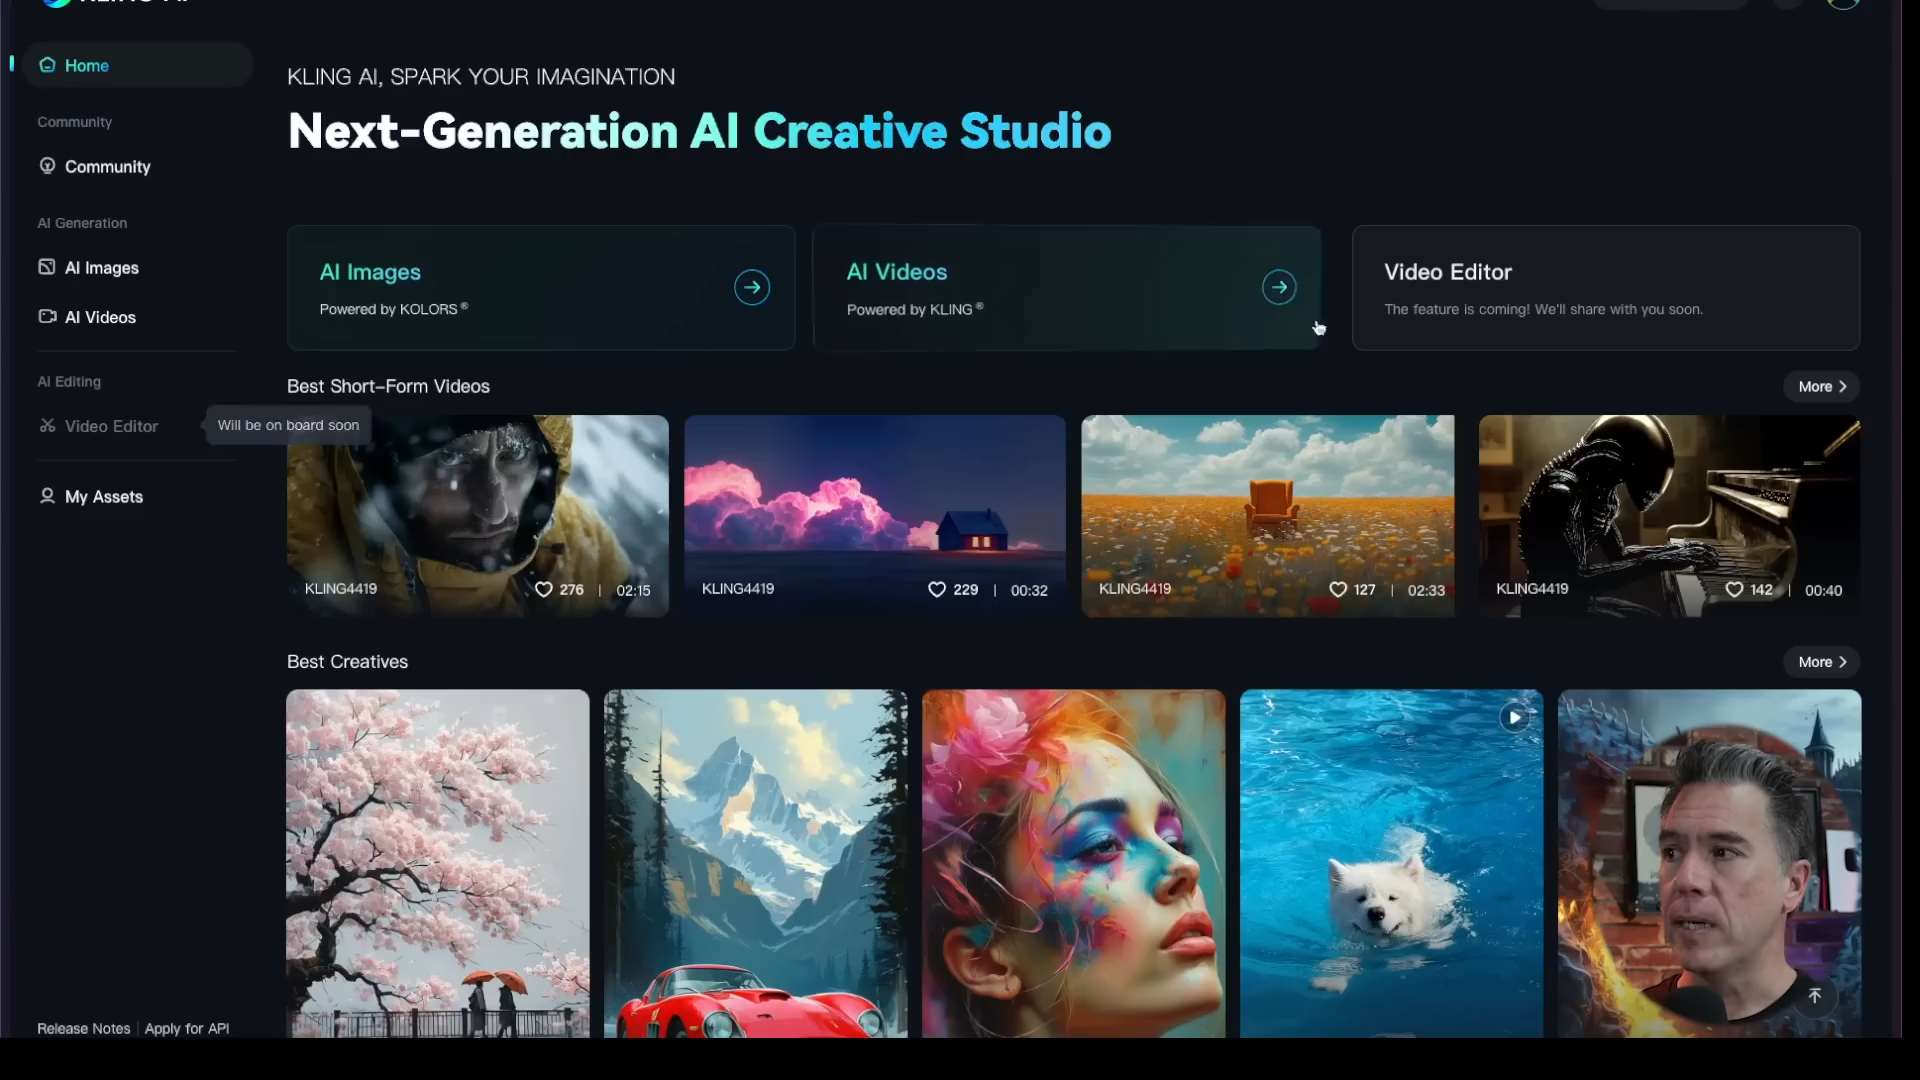 Home
KLING AI, SPARK YOUR IMAGINATION
Next-Generation AI Creative Studio
Community
Community
AI Generation
AI Images
AI Videos
AI Editing
Video Editor
Will be on board soon
My Assets
Release Notes | Apply for API
AI Images
Powered by KOLORS®
AI Videos
Powered by KLING®
Video Editor
The feature is coming! We'll share with you soon.
Best Short-Form Videos
More >
KLING4419 276 | 02:15
KLING4419 229 | 00:32
KLING4419 127 | 02:33
KLING4419 142 | 00:40
Best Creatives
More >